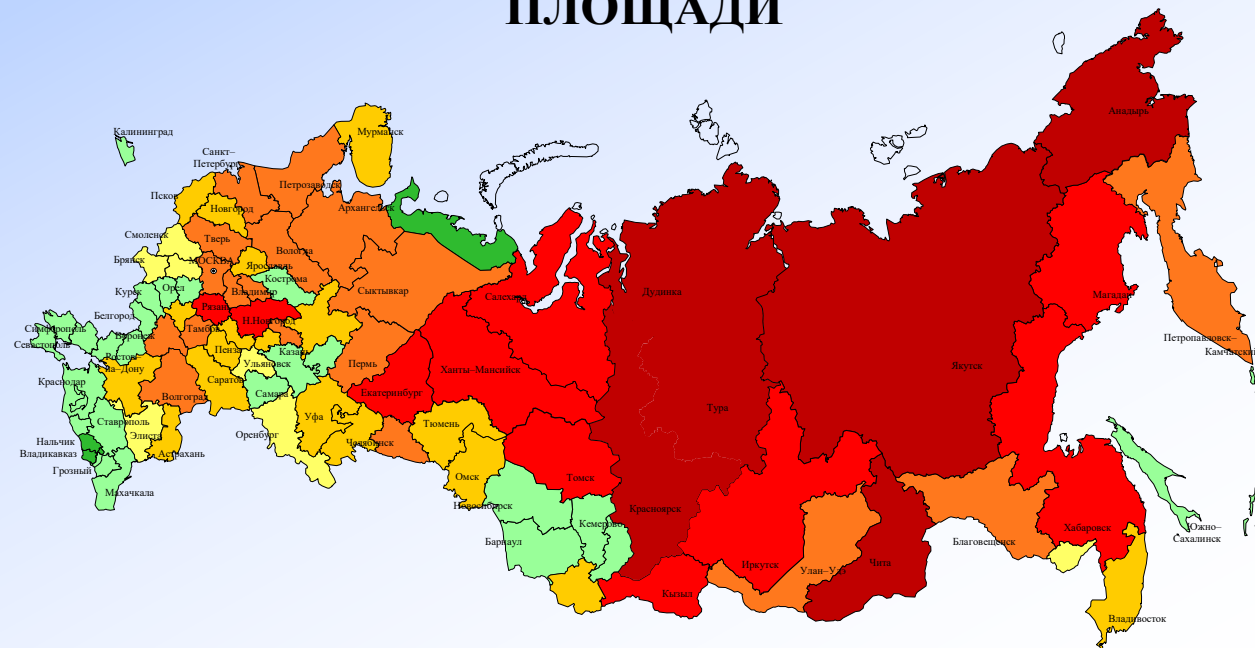 ПЛОЩАДИ
Анадырь
Калининград
Мурманск
Санкт–
Петербург
Петрозаводск
Псков
Новгород
Архангельск
Смоленск
Тверь
Вологда
Брянск
МОСКВА
Ярославль
Кострома
Курск
Орел
Владимир
Сыктывкар
Дудинка
Салехард
Магадан
Белгород
Рязань
Симферополь
Н.Новгород
Воронеж
Тамбов
Севастополь
Петропавловск–
Камчатский
Пенза
Казань
Ростов–
На–Дону
Ульяновск
Пермь
Ханты–Мансийск
Якутск
Краснодар
Саратов
Самара
Екатеринбург
Волгоград
Тура
Ставрополь
Уфа
Тюмень
Элиста
Оренбург
Нальчик
Челябинск
Владикавказ
Астрахань
Грозный
Омск
Томск
Махачкала
Новосибирск
Красноярск
Кемерово
Хабаровск
Южно–
Сахалинск
Барнаул
Благовещенск
Иркутск
Улан–Удэ
Чита
Кызыл
Владивосток